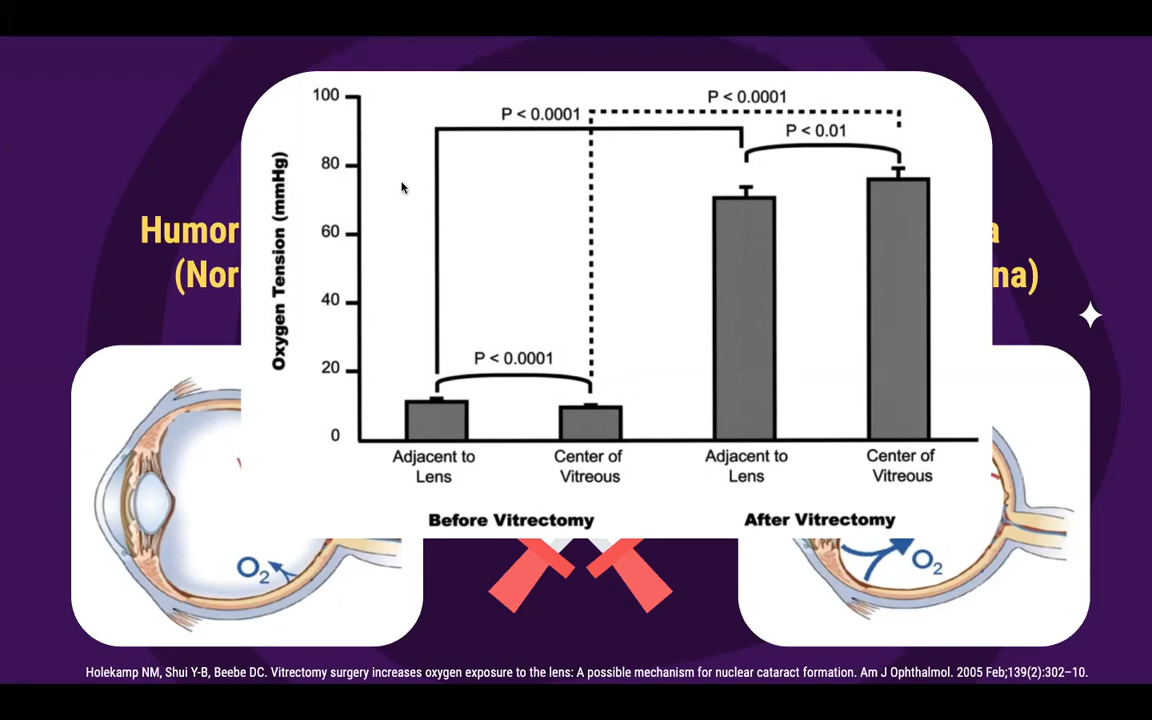 100
P < 0.0001
P < 0.0001
P < 0.01
80
60
40
20
0
P < 0.0001
Oxygen Tension (mmHg)
Adjacent to
Lens
Center of
Vitreous
Adjacent to
Lens
Center of
Vitreous
Before Vitrectomy
After Vitrectomy
Humor
(Nor
a
na)
O2
O2
Holekamp NM, Shui Y-B, Beebe DC. Vitrectomy surgery increases oxygen exposure to the lens: A possible mechanism for nuclear cataract formation. Am J Ophthalmol. 2005 Feb;139(2):302–10.